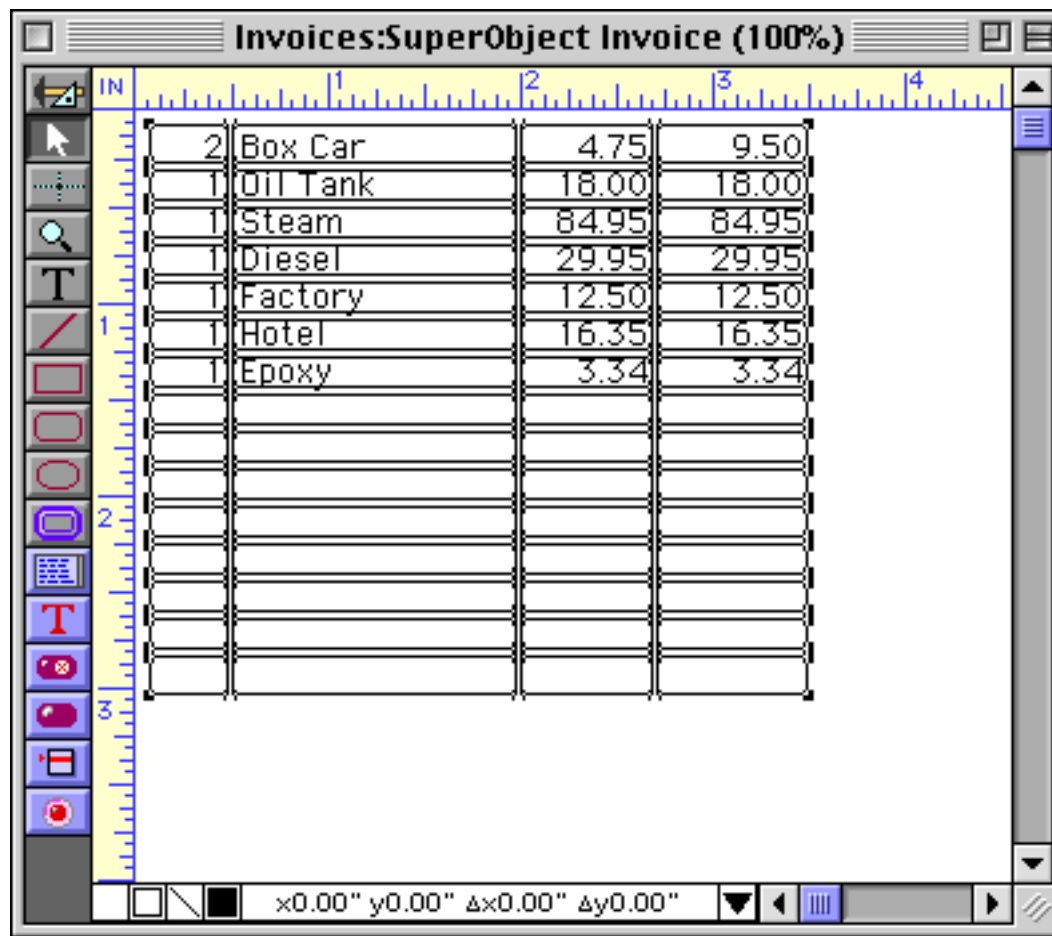 Invoices:SuperObject Invoice (100%)
IN 1 2 3 4
2 Box Car 4.75 9.50
1 Oil Tank 18.00 18.00
1 Steam 84.95 84.95
1 Diesel 29.95 29.95
1 Factory 12.50 12.50
1
1 Hotel 16.35 16.35
1 Epoxy 3.34 3.34
2
3
T
T
x0.00" y0.00" Δx0.00" Δy0.00"